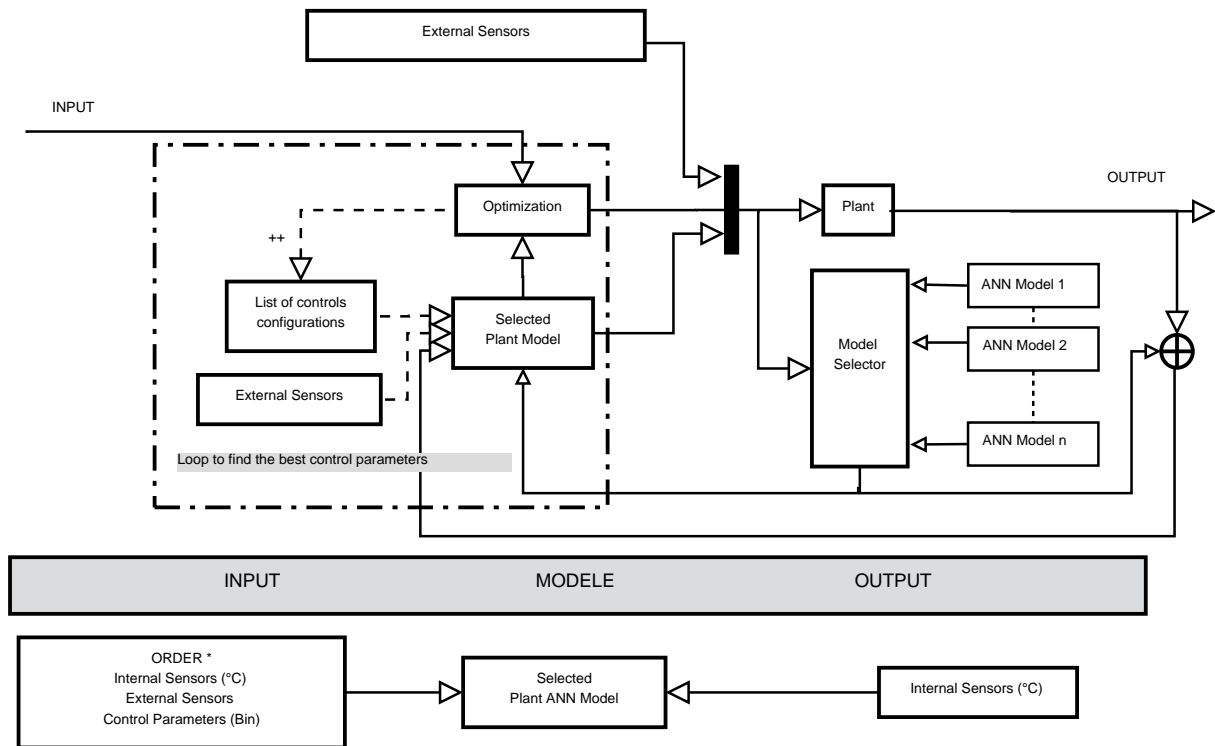 External Sensors
INPUT
OUTPUT
Optimization
Plant
++
List of controls
configurations
Selected
Plant Model
External Sensors
Loop to find the best control parameters
Model
Selector
ANN Model 1
ANN Model 2
ANN Model n
INPUT MODELE OUTPUT
ORDER *
Internal Sensors (°C)
External Sensors
Control Parameters (Bin)
Selected
Plant ANN Model
Internal Sensors (°C)